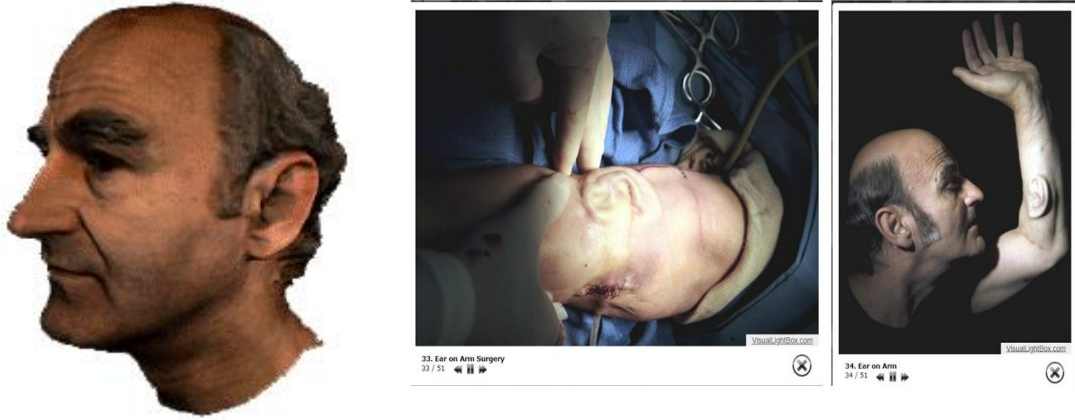 VisualLightBox.com
33. Ear on Arm Surgery
33 / 51
VisualLightBox.com
34. Ear on Arm
34 / 51